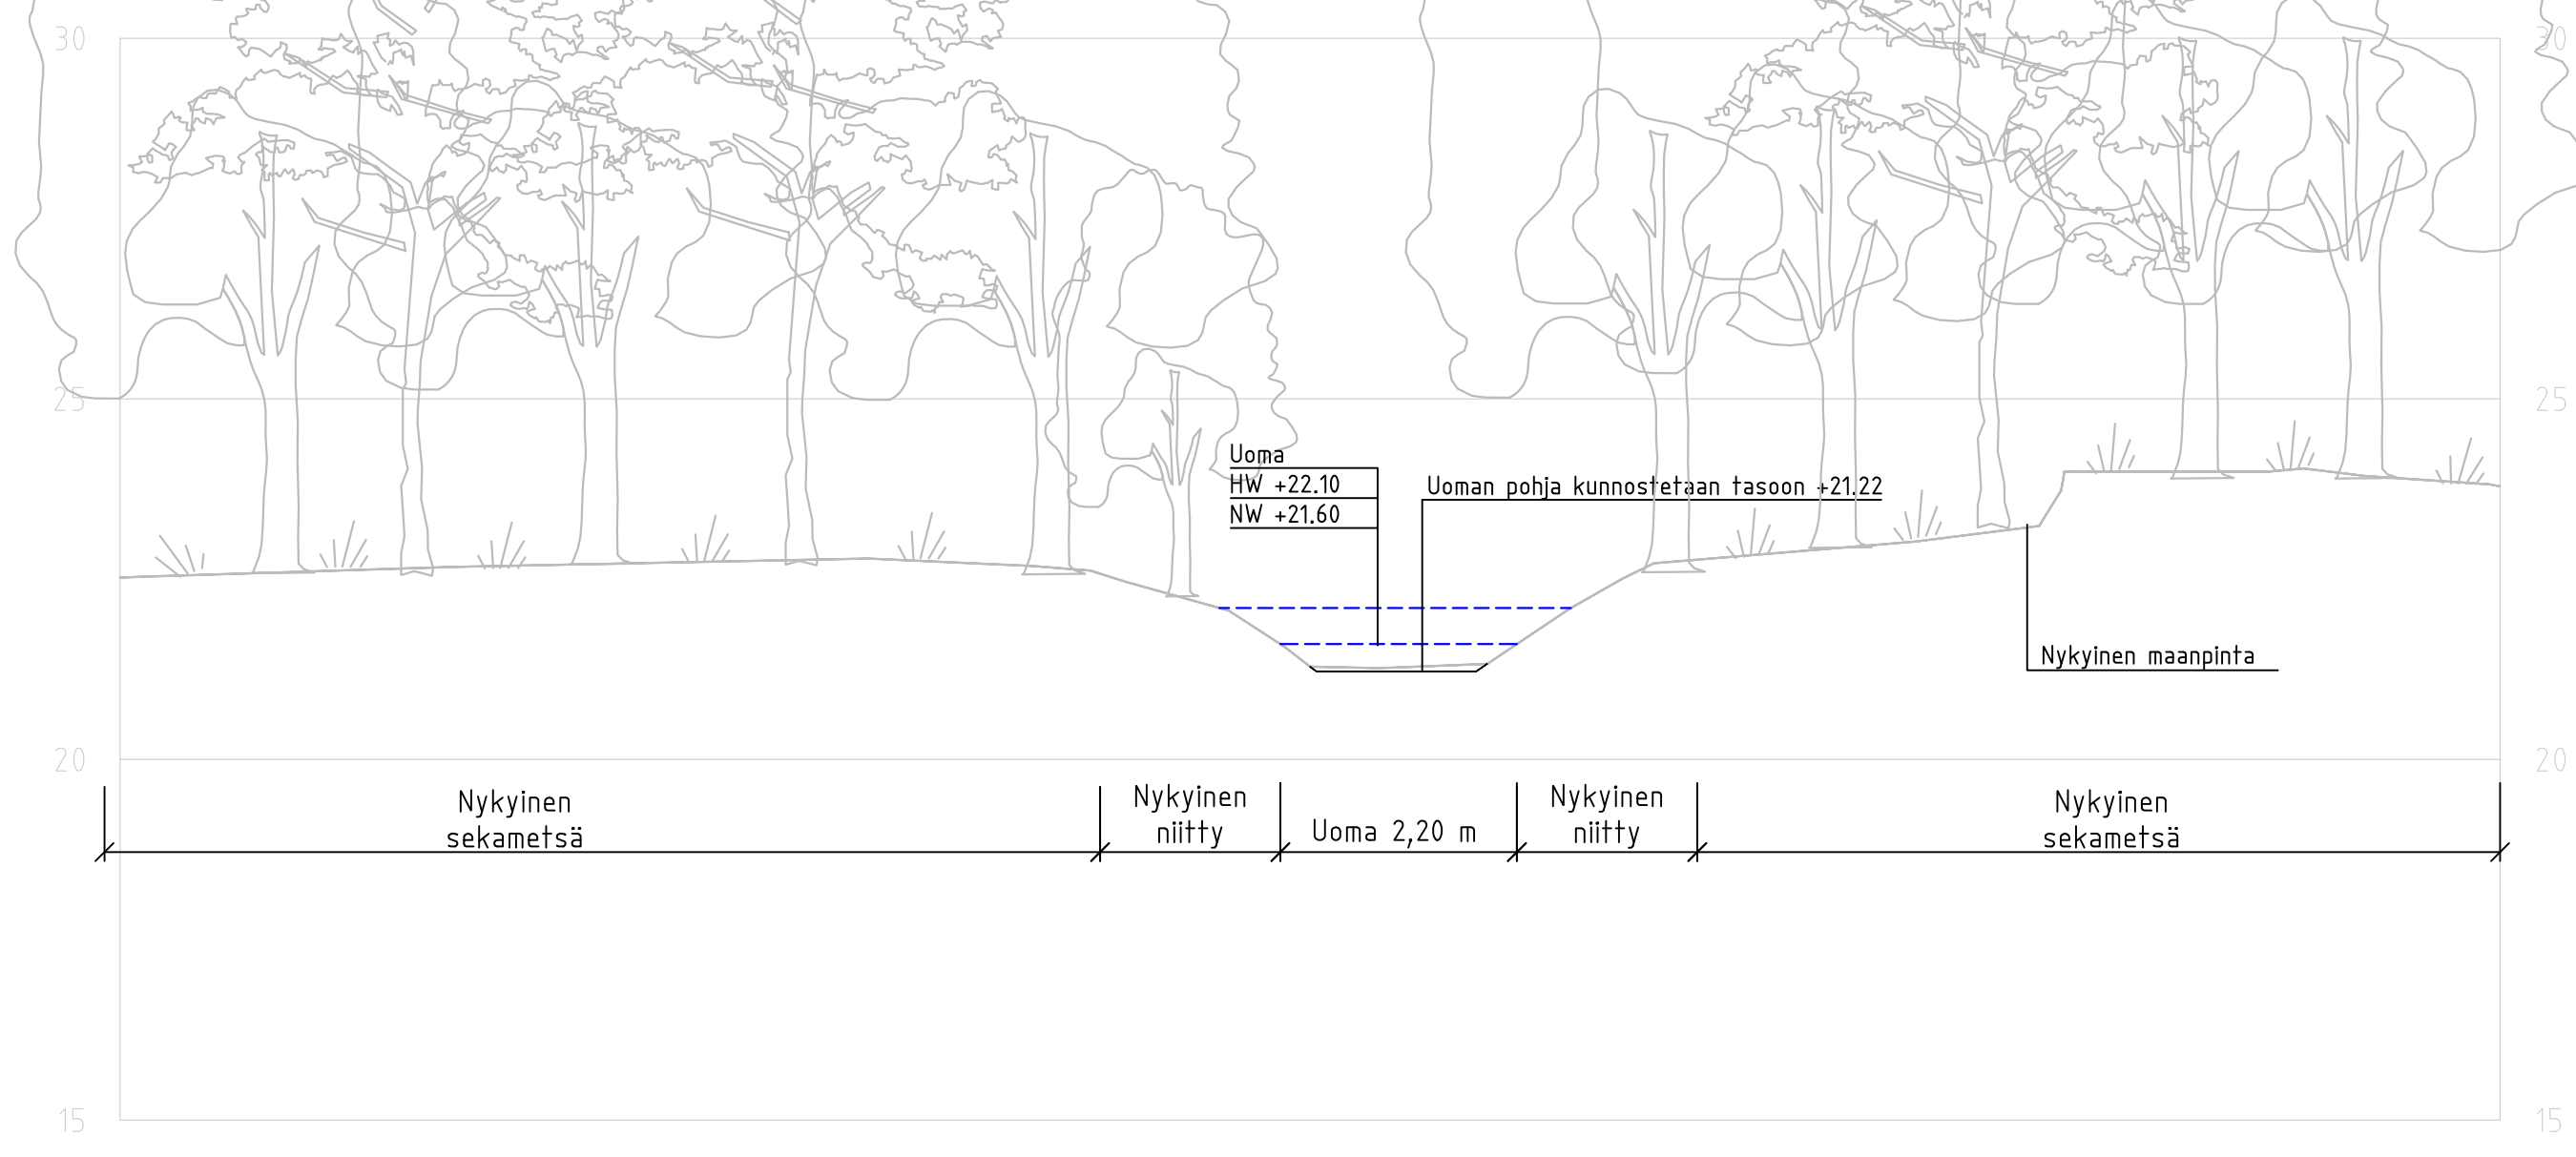 30
30
25
25
Uoma
HW +22.10
NW +21.60
Uoman pohja kunnostetaan tasoon +21.22
Nykyinen maanpinta
20
20
Nykyinen
sekametsä
Nykyinen
niitty
Uoma 2,20 m
Nykyinen
niitty
Nykyinen
sekametsä
15
15